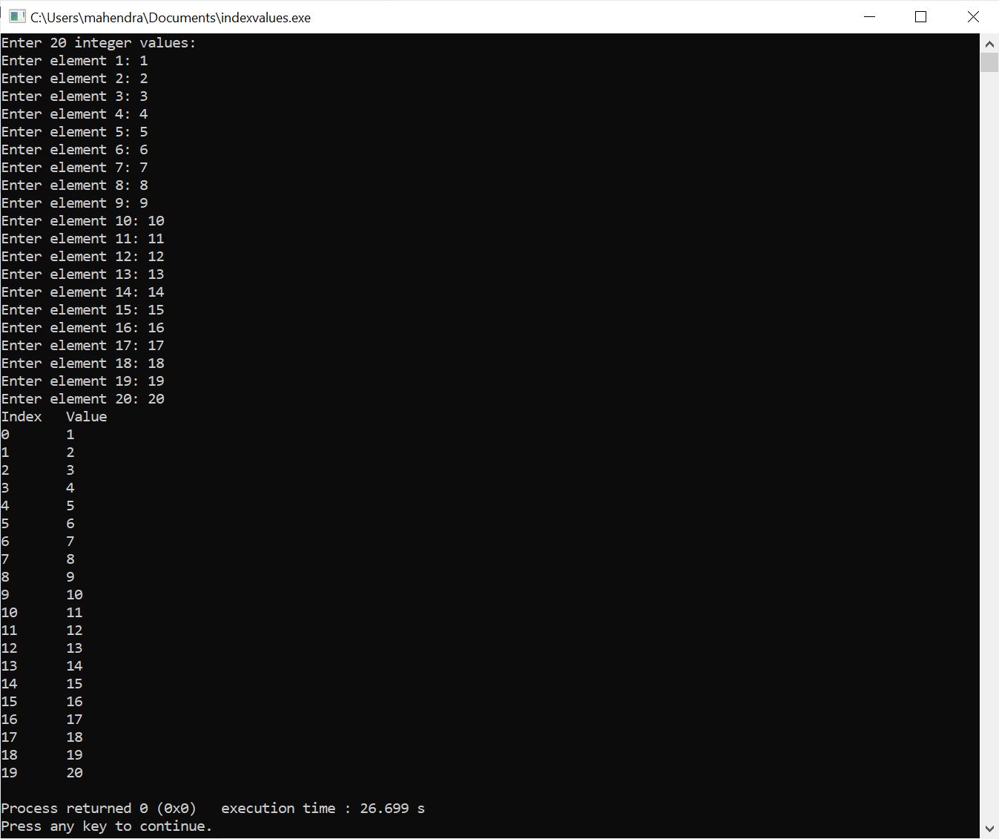 C:\Users\mahendra\Documents\indexvalues.exe
Enter 20 integer values:
Enter element 1: 1
Enter element 2: 2
Enter element 3: 3
Enter element 4: 4
Enter element 5: 5
Enter element 6: 6
Enter element 7: 7
Enter element 8: 8
Enter element 9: 9
Enter element 10: 10
Enter element 11: 11
Enter element 12: 12
Enter element 13: 13
Enter element 14: 14
Enter element 15: 15
Enter element 16: 16
Enter element 17: 17
Enter element 18: 18
Enter element 19: 19
Enter element 20: 20
Index   Value
0       1
1       2
2       3
3       4
4       5
5       6
6       7
7       8
8       9
9       10
10      11
11      12
12      13
13      14
14      15
15      16
16      17
17      18
18      19
19      20
Process returned 0 (0x0)   execution time : 26.699 s
Press any key to continue.